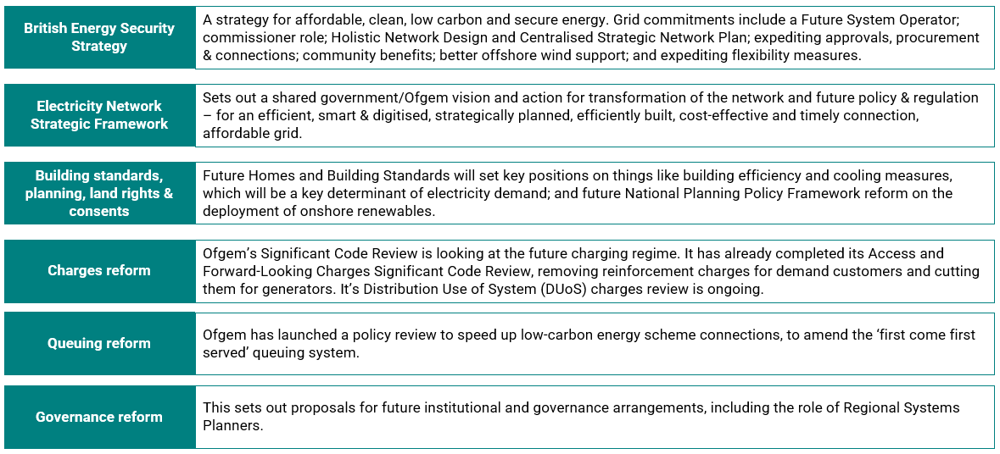 British Energy Security
Strategy
A strategy for affordable, clean, low carbon and secure energy. Grid commitments include a Future System Operator;
commissioner role; Holistic Network Design and Centralised Strategic Network Plan; expediting approvals, procurement
& connections; community benefits; better offshore wind support; and expediting flexibility measures.
Electricity Network
Strategic Framework
Sets out a shared government/Ofgem vision and action for transformation of the network and future policy & regulation
– for an efficient, smart & digitised, strategically planned, efficiently built, cost-effective and timely connection,
affordable grid.
Building standards,
planning, land rights &
consents
Future Homes and Building Standards will set key positions on things like building efficiency and cooling measures,
which will be a key determinant of electricity demand; and future National Planning Policy Framework reform on the
deployment of onshore renewables.
Charges reform
Ofgem’s Significant Code Review is looking at the future charging regime. It has already completed its Access and
Forward-Looking Charges Significant Code Review, removing reinforcement charges for demand customers and cutting
them for generators. It’s Distribution Use of System (DUoS) charges review is ongoing.
Queuing reform
Ofgem has launched a policy review to speed up low-carbon energy scheme connections, to amend the ‘first come first
served’ queuing system.
Governance reform
This sets out proposals for future institutional and governance arrangements, including the role of Regional Systems
Planners.